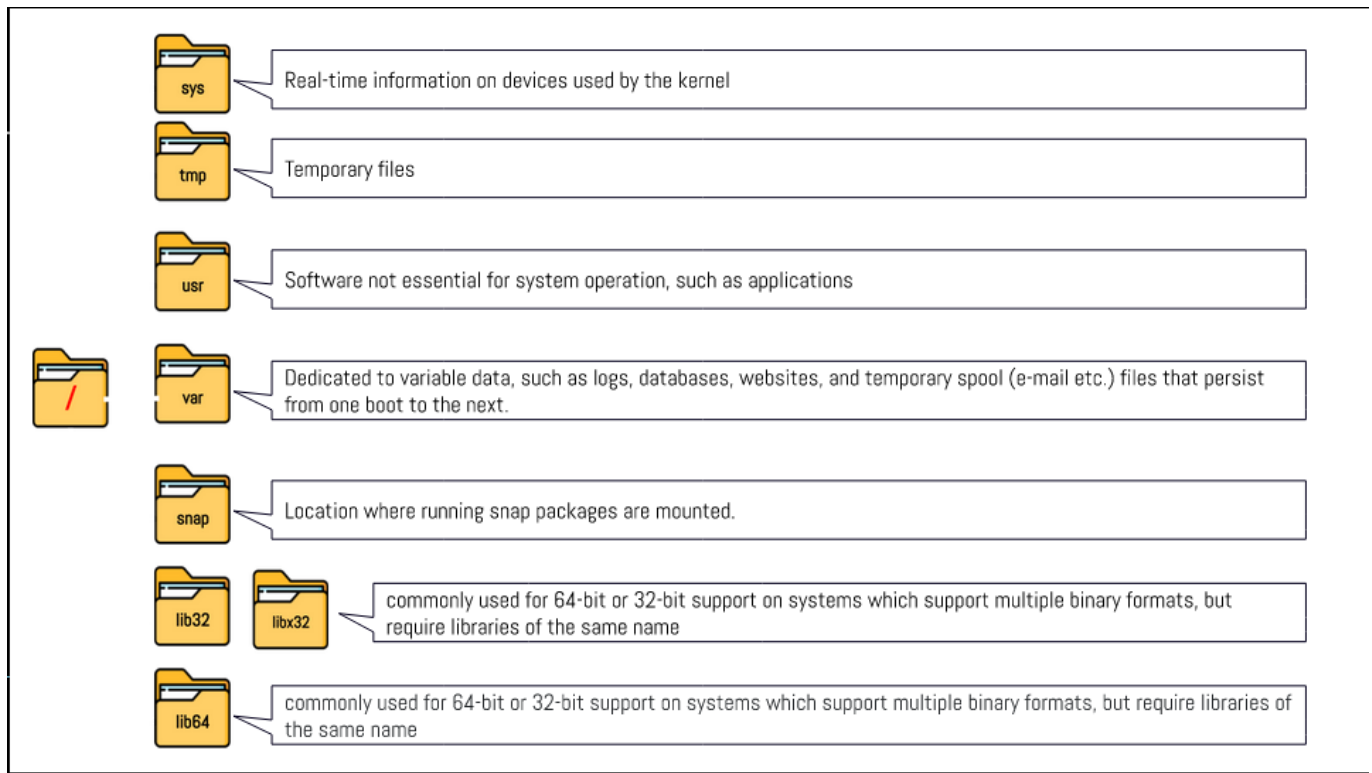 sys
Real-time information on devices used by the kernel
tmp
Temporary files
usr
Software not essential for system operation, such as applications
/
var
Dedicated to variable data, such as logs, databases, websites, and temporary spool (e-mail etc.) files that persist
from one boot to the next.
snap
Location where running snap packages are mounted.
lib32
libx32
commonly used for 64-bit or 32-bit support on systems which support multiple binary formats, but
require libraries of the same name
lib64
commonly used for 64-bit or 32-bit support on systems which support multiple binary formats, but require libraries of
the same name